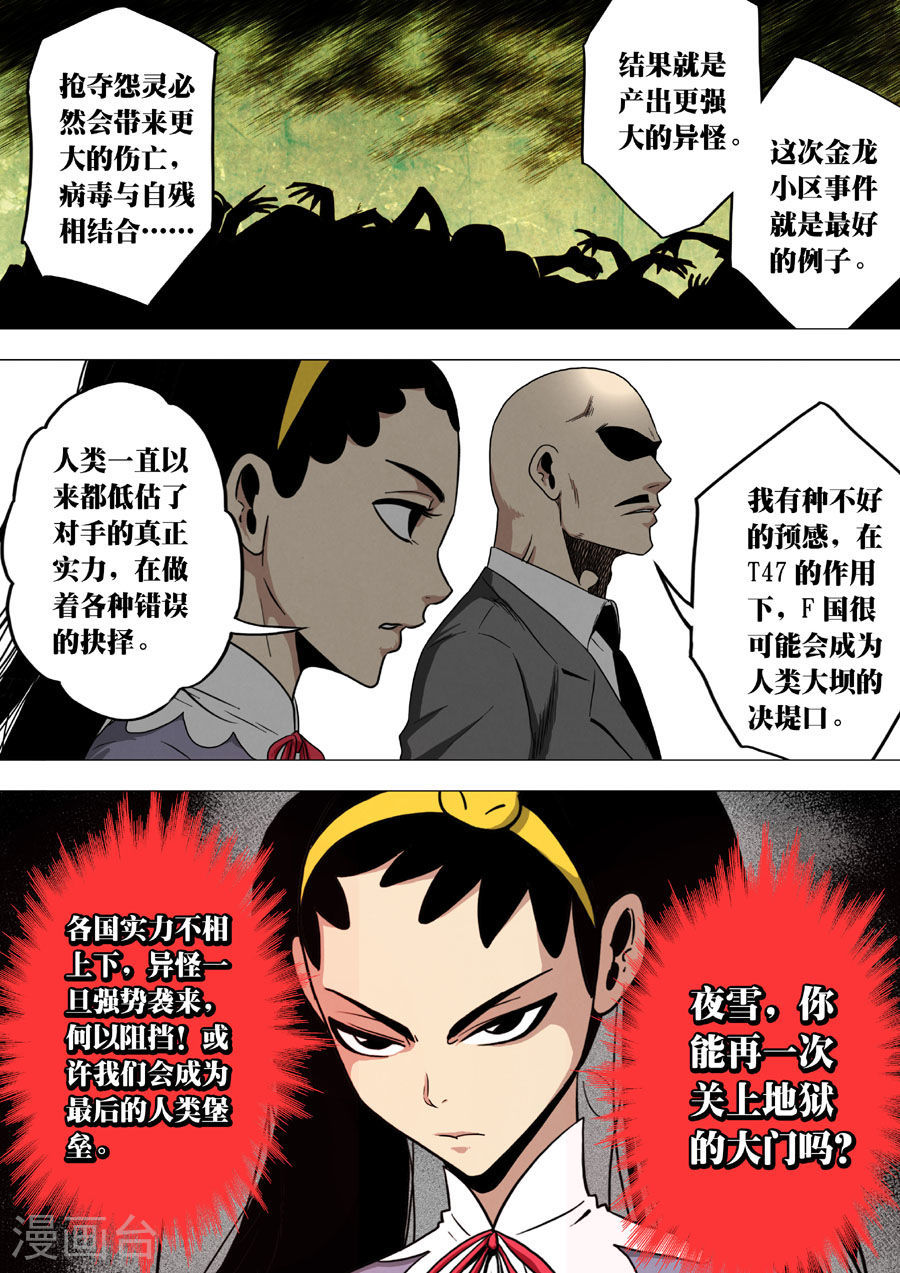 抢夺怨灵必
然会带来更
大的伤亡，
病毒与自残
相结合……
结果就是
产出更强
大的异怪。
这次金龙
小区事件
就是最好
的例子。
人类一直以
来都低估了
对手的真正
实力，在做
着各种错误
的抉择。
我有种不好
的预感，在
T47 的作用
下，F 国很
可能会成为
人类大坝的
决堤口。
各国实力不相
上下，异怪一
旦强势袭来，
何以阻挡！或
许我们会成为
最后的人类堡
垒。
夜雪，你
能再一次
关上地狱
的大门吗？
漫画台